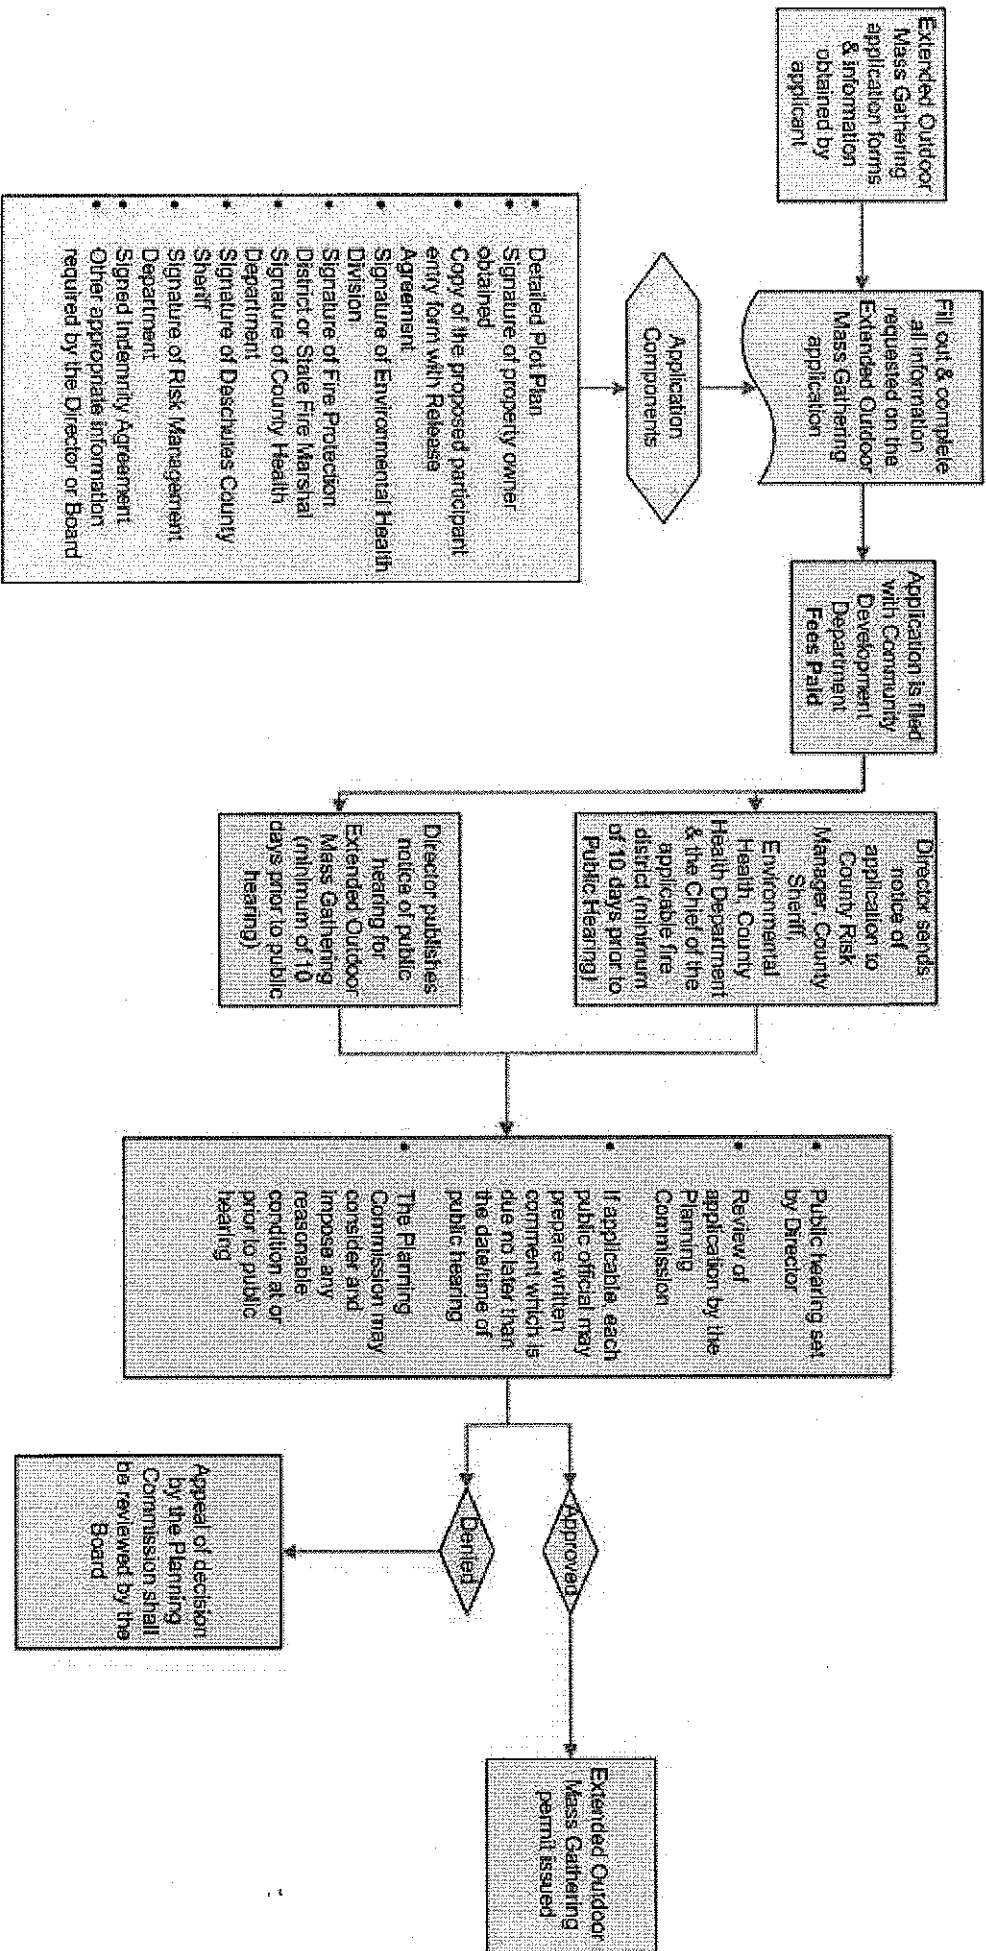 Extended Outdoor
Mass Gathering
application forms
& information
obtained by
applicant
Fill out & complete
all information
requested on the
Extended Outdoor
Mass Gathering
application
Application
Components
Detailed Plot Plan
Signature of property owner
obtained
Copy of the proposed participant
entry form with Release
Agreement
Signature of Environmental Health
Division
Signature of Fire Protection
District or State Fire Marshal
Signature of County Health
Department
Signature of Deschutes County
Sheriff
Signature of Risk Management
Department
Signed Indemnity Agreement
Other appropriate information
required by the Director or Board
Application is filed
with Community
Development
Department
Fees Paid
Director sends
notice of
application to
County Risk
Manager, County
Sheriff,
Environmental
Health, County
Health Department
& the Chief of the
applicable fire
district (minimum
of 10 days prior to
Public Hearing)
Director publishes
notice of public
hearing for
Extended Outdoor
Mass Gathering
(minimum of 10
days prior to public
hearing)
Public hearing set
by Director
Review of
application by the
Planning
Commission
If applicable, each
public official may
prepare written
comment which is
due no later than
the date/time of
public hearing
The Planning
Commission may
consider and
impose any
reasonable
condition at or
prior to public
hearing
Approved
Denied
Appeal of decision
by the Planning
Commission shall
be reviewed by the
Board
Extended Outdoor
Mass Gathering
permit issued